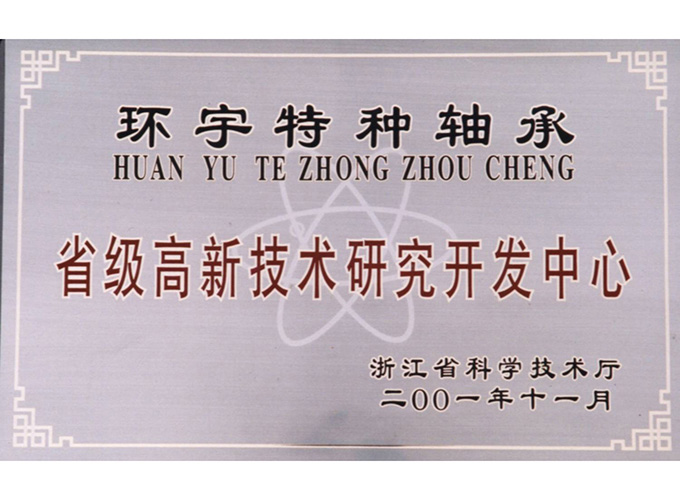 环宇特种轴承
HUAN YU TE ZHONG ZHOU CHENG
省级高新技术研究开发中心
浙江省科学技术厅
二00一年十一月